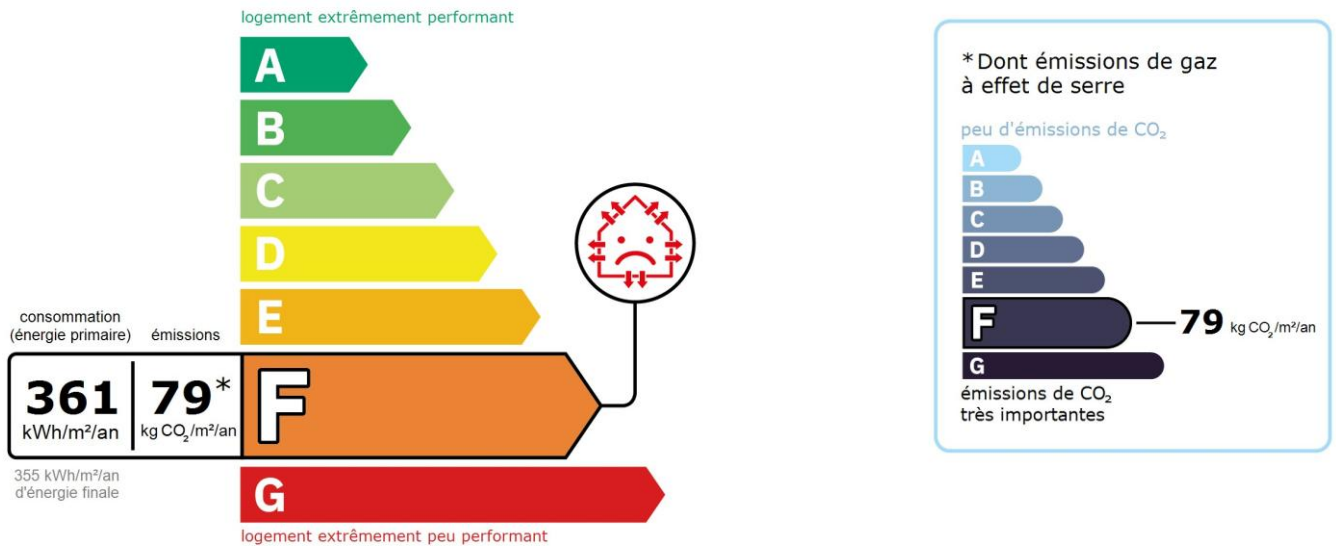 logement extrêmement performant
A
B
C
D
E
consommation
(énergie primaire)
émissions
361
kWh/m²/an
79*
kg CO₂/m²/an
F
355 kWh/m²/an
d'énergie finale
G
logement extrêmement peu performant
*Dont émissions de gaz
à effet de serre
peu d'émissions de CO₂
A
B
C
D
E
F
79 kg CO₂/m²/an
G
émissions de CO₂
très importantes